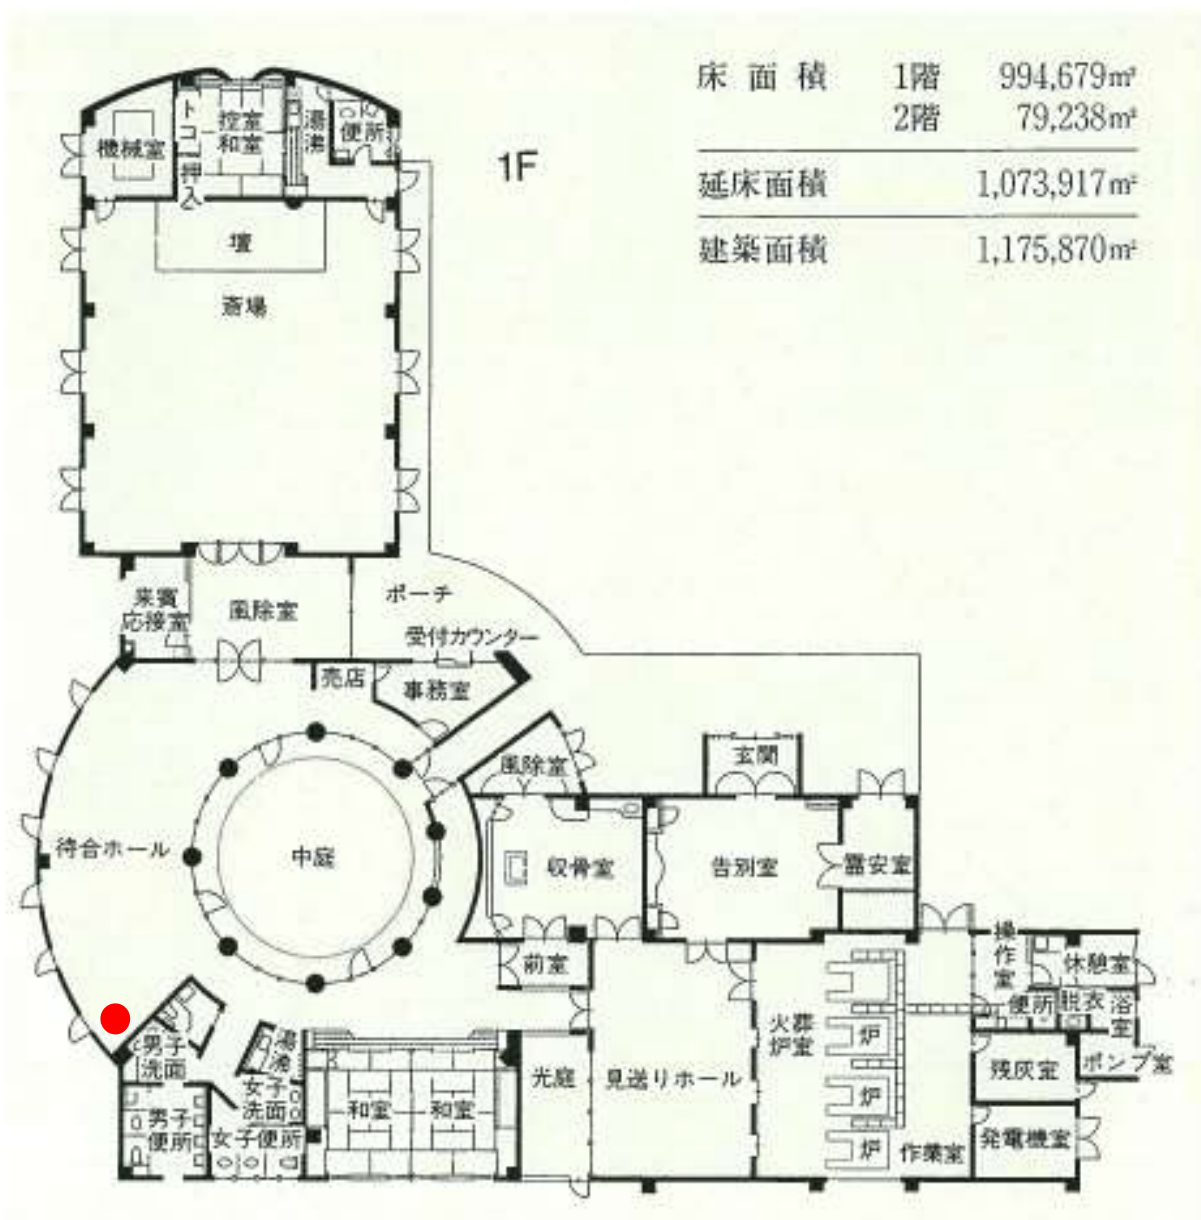 床面積 1階 994,679㎡
2階 79,238㎡
延床面積 1,073,917㎡
建築面積 1,175,870㎡
1F
機械室
トコ
押入
控室
和室
湯沸
便所
壇
斎場
来賓
応接室
風除室
ポーチ
受付カウンター
売店
事務室
風除室
玄関
待合ホール
中庭
収骨室
告別室
霊安室
前室
操作室
休憩室
便所
脱衣
浴室
ポンプ室
男子
洗面
湯沸
女子
洗面
男子
便所
女子便所
和室
和室
光庭
見送りホール
火葬
炉室
炉
炉
炉
作業室
残灰室
発電機室